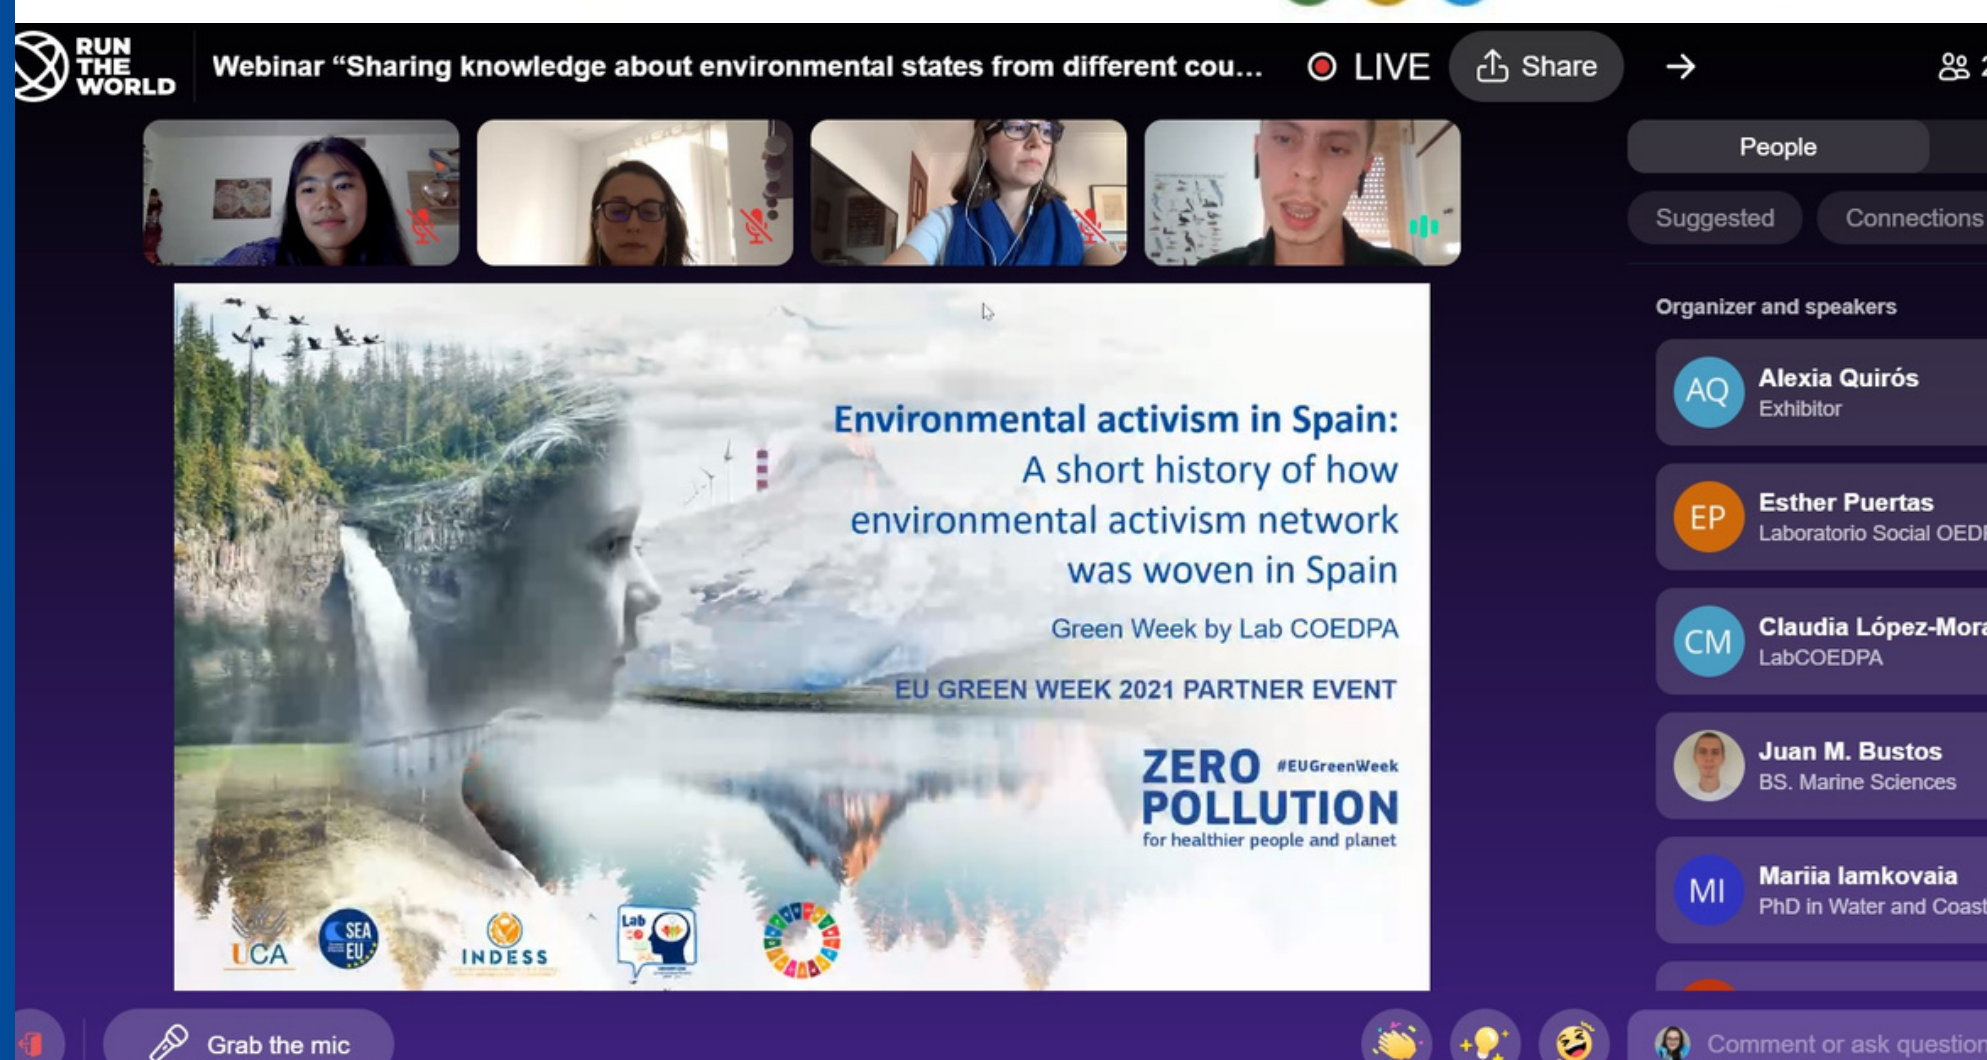 RUN
THE
WORLD
Webinar “Sharing knowledge about environmental states from different cou...
LIVE
Share
People
Suggested
Connections
Organizer and speakers
AQ
Alexia Quirós
Exhibitor
EP
Esther Puertas
Laboratorio Social
CM
Claudia
LabCOEDPA
Juan M. Bustos
BS. Marine Sciences
MI
Mariia Iamkovaia
PhD in Water and
Environmental activism in Spain:
A short history of how
environmental activism network
was woven in Spain
Green Week by Lab COEDPA
EU GREEN WEEK 2021 PARTNER EVENT
ZERO #EUGreenWeek
POLLUTION
for healthier people and planet
UCA
SEA
EU
INDESS
Lab
Grab the mic
Comment or ask question